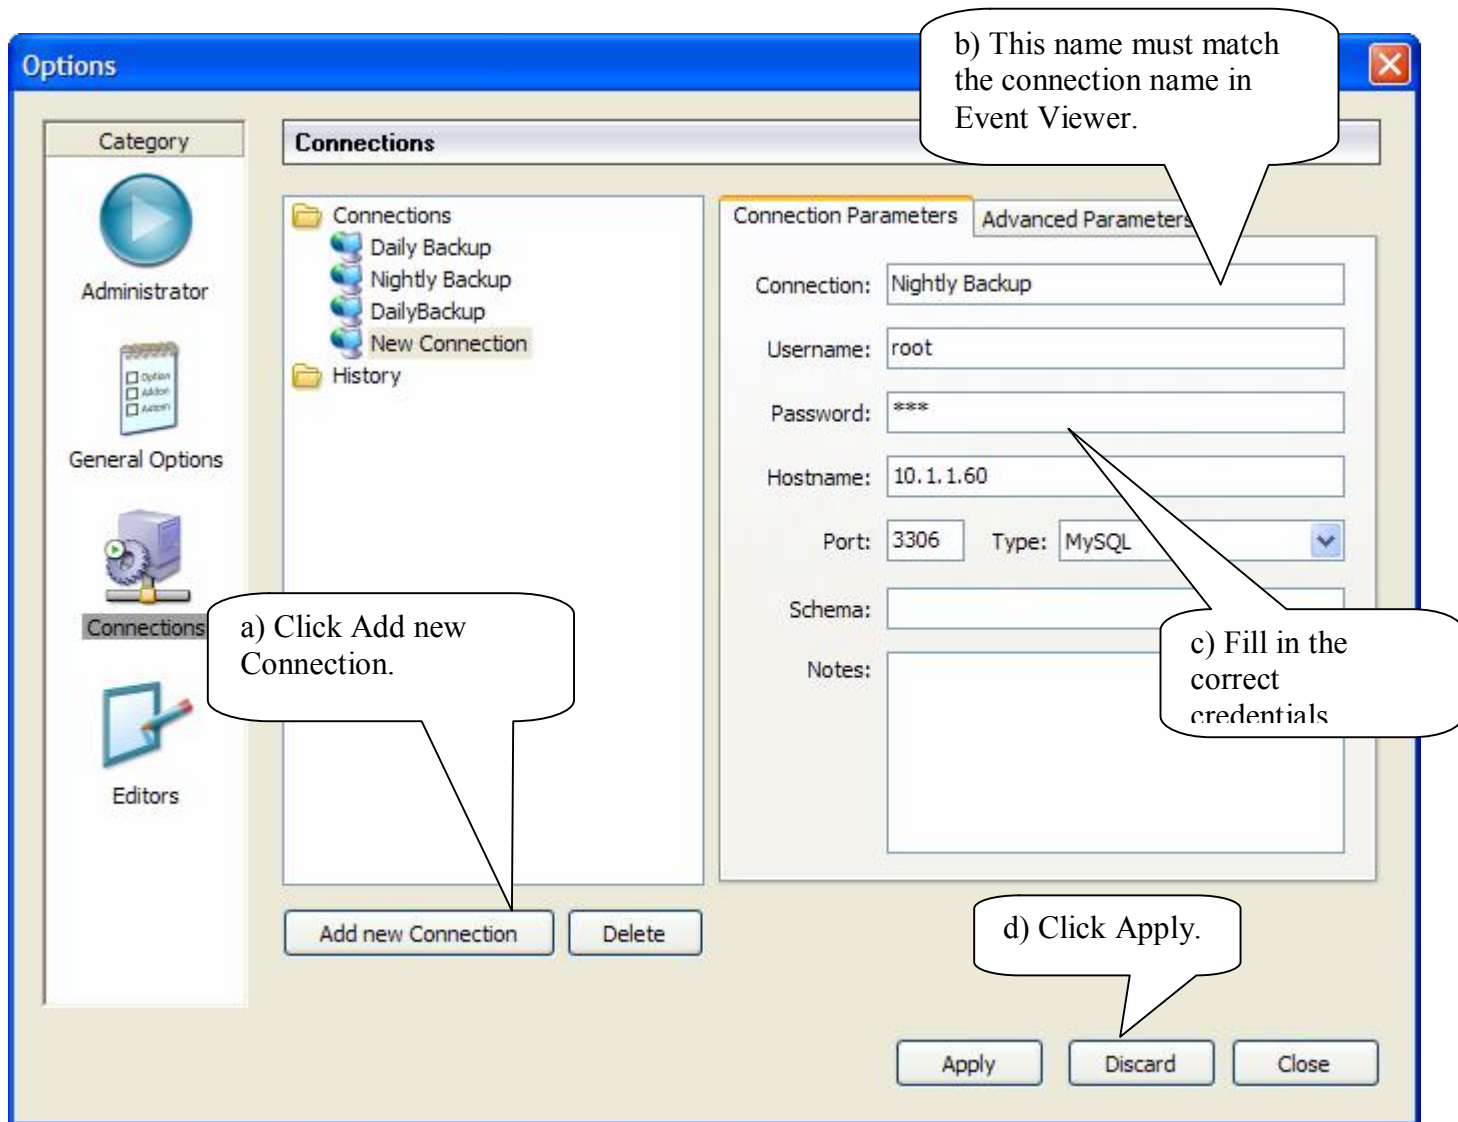 b) This name must match
the connection name in
Event Viewer.
Options
Category
Administrator
General Options
Connections
Editors
Connections
Connections
Daily Backup
Nightly Backup
DailyBackup
New Connection
History
a) Click Add new
Connection.
Add new Connection
Delete
Connection Parameters
Advanced Parameters
Connection: Nightly Backup
Username: root
Password: ***
Hostname: 10.1.1.60
Port: 3306 Type: MySQL
Schema:
Notes:
c) Fill in the
correct
credentials
d) Click Apply.
Apply
Discard
Close